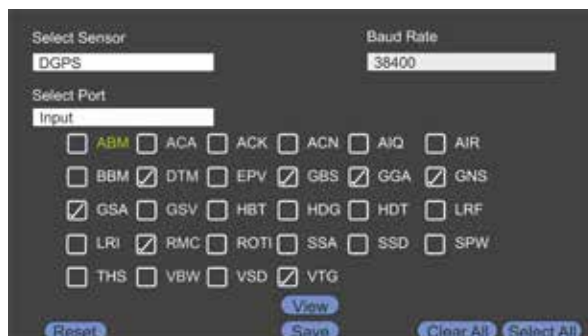 Select Sensor Baud Rate
DGPS 38400
Select Port
Input
ABM ACA ACK ACN AIQ AIR
BBM DTM EPV GBS GGA GNS
GSA GSV HBT HDG HDT LRF
LRI RMC ROTI SSA SSD SPW
THS VBW VSD VTG
View
Reset Save Clear All Select All